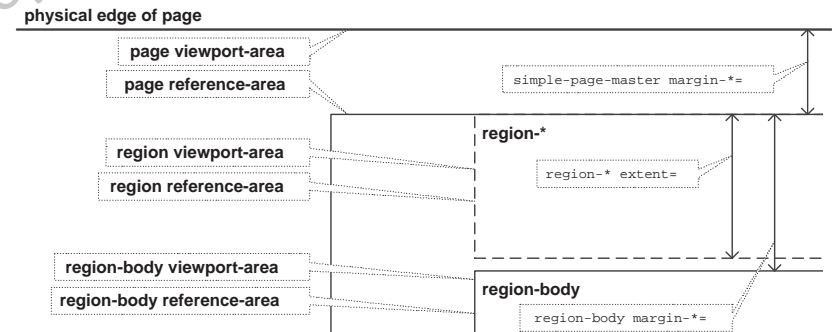 physical edge of page
page viewport-area
page reference-area
simple-page-master margin-*=
region-*
region viewport-area
region reference-area
region-* extent=
region-body viewport-area
region-body reference-area
region-body
region-body margin-*=